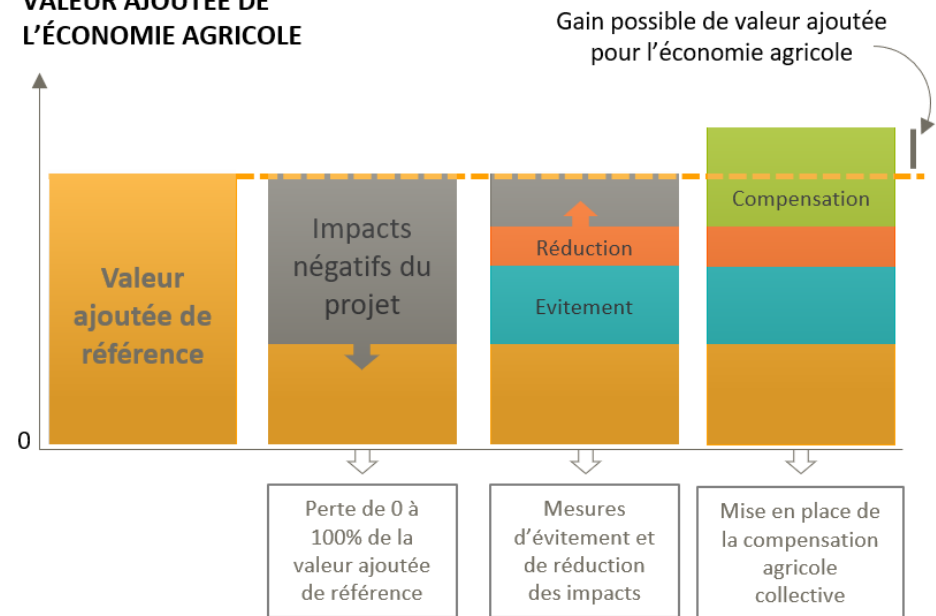 VALEUR AJOUTÉE DE
L'ÉCONOMIE AGRICOLE
Gain possible de valeur ajoutée
pour l'économie agricole
Valeur
ajoutée de
référence
Impacts
négatifs du
projet
Réduction
Evitement
Compensation
0
Perte de 0 à
100% de la
valeur ajoutée
de référence
Mesures
d'évitement et
de réduction
des impacts
Mise en place de
la compensation
agricole
collective